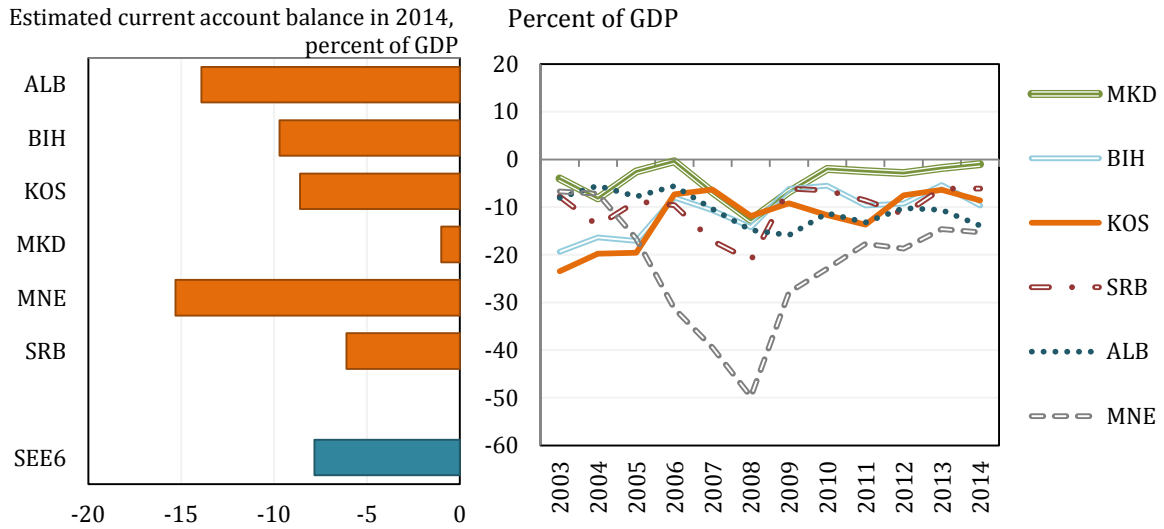 Estimated current account balance in 2014,
percent of GDP
ALB
BIH
KOS
MKD
MNE
SRB
SEE6
-20 -15 -10 -5 0
Percent of GDP
20
10
0
-10
-20
-30
-40
-50
-60
2003 2004 2005 2006 2007 2008 2009 2010 2011 2012 2013 2014
MKD
BIH
KOS
SRB
ALB
MNE